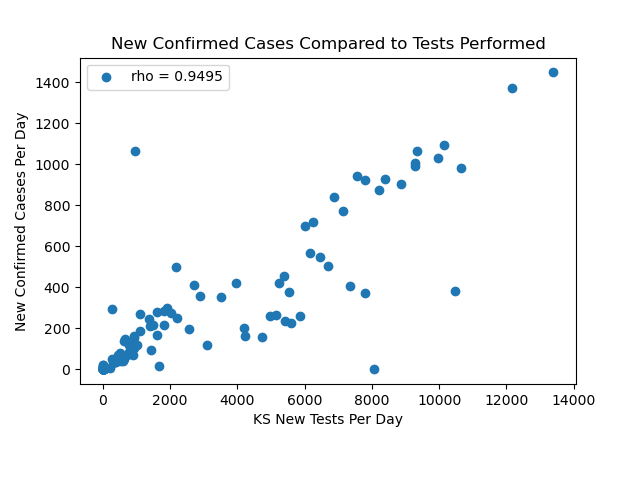 New Confirmed Cases Compared to Tests Performed
rho = 0.9495
New Confirmed Caeses Per Day
1400
1200
1000
800
600
400
200
0
0 2000 4000 6000 8000 10000 12000 14000
KS New Tests Per Day